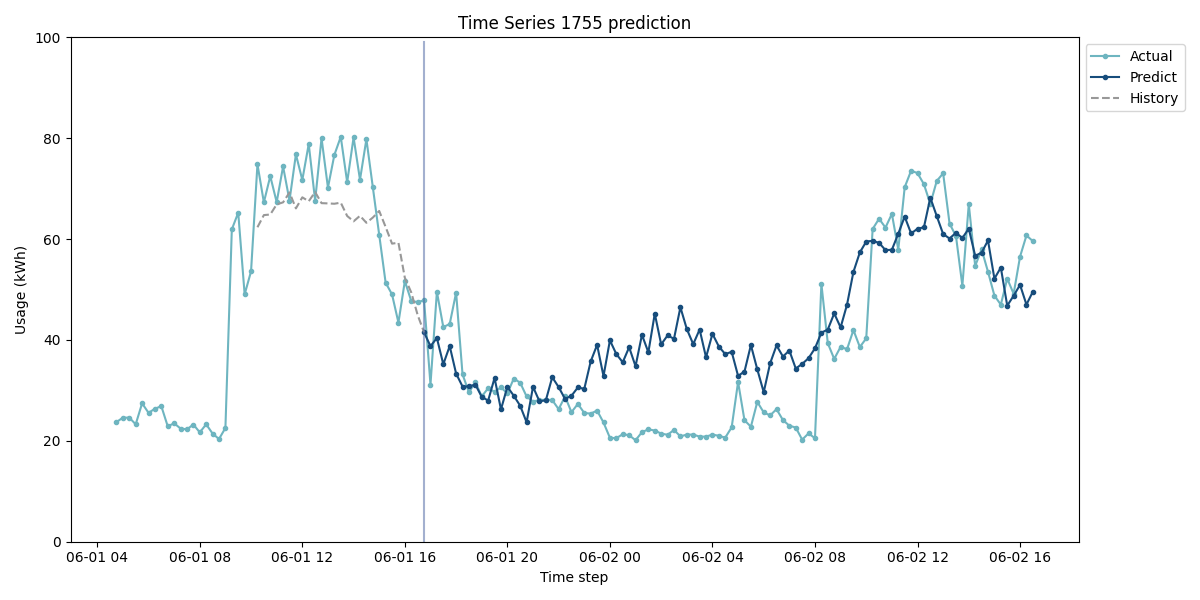 Time Series 1755 prediction
Actual
Predict
History
Usage (kWh)
100
80
60
40
20
0
06-01 04 06-01 08 06-01 12 06-01 16 06-01 20 06-02 00 06-02 04 06-02 08 06-02 12 06-02 16
Time step